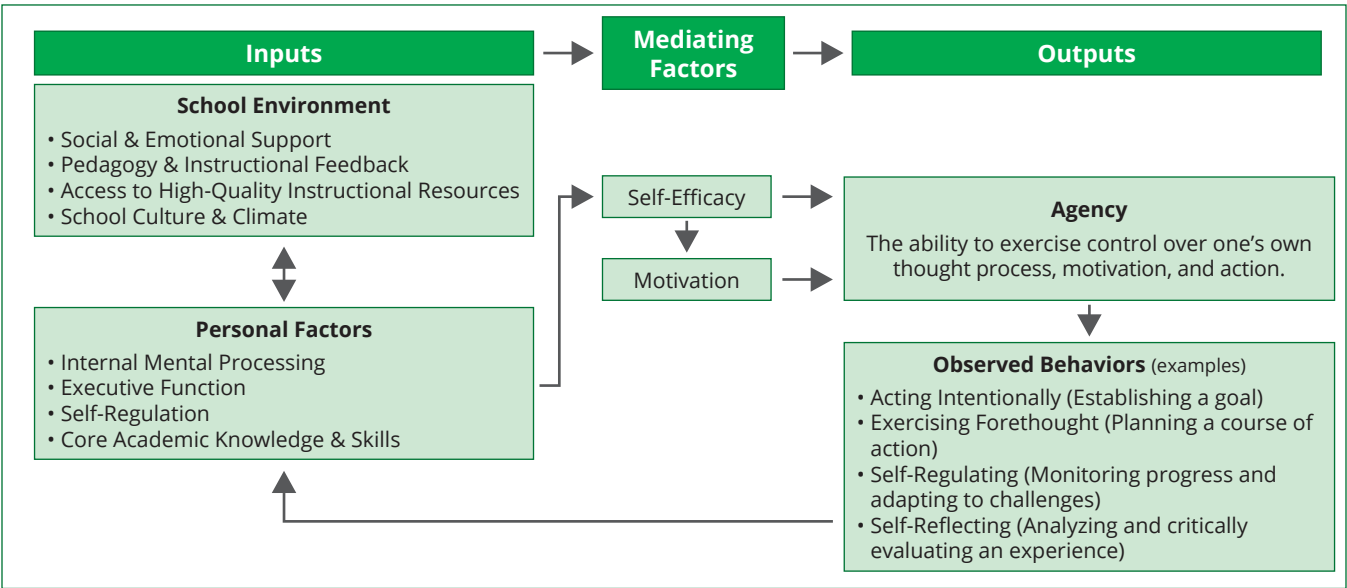 Inputs
Mediating
Factors
Outputs
School Environment
• Social & Emotional Support
• Pedagogy & Instructional Feedback
• Access to High-Quality Instructional Resources
• School Culture & Climate
Personal Factors
• Internal Mental Processing
• Executive Function
• Self-Regulation
• Core Academic Knowledge & Skills
Self-Efficacy
Motivation
Agency
The ability to exercise control over one’s own
thought process, motivation, and action.
Observed Behaviors (examples)
• Acting Intentionally (Establishing a goal)
• Exercising Forethought (Planning a course of
action)
• Self-Regulating (Monitoring progress and
adapting to challenges)
• Self-Reflecting (Analyzing and critically
evaluating an experience)